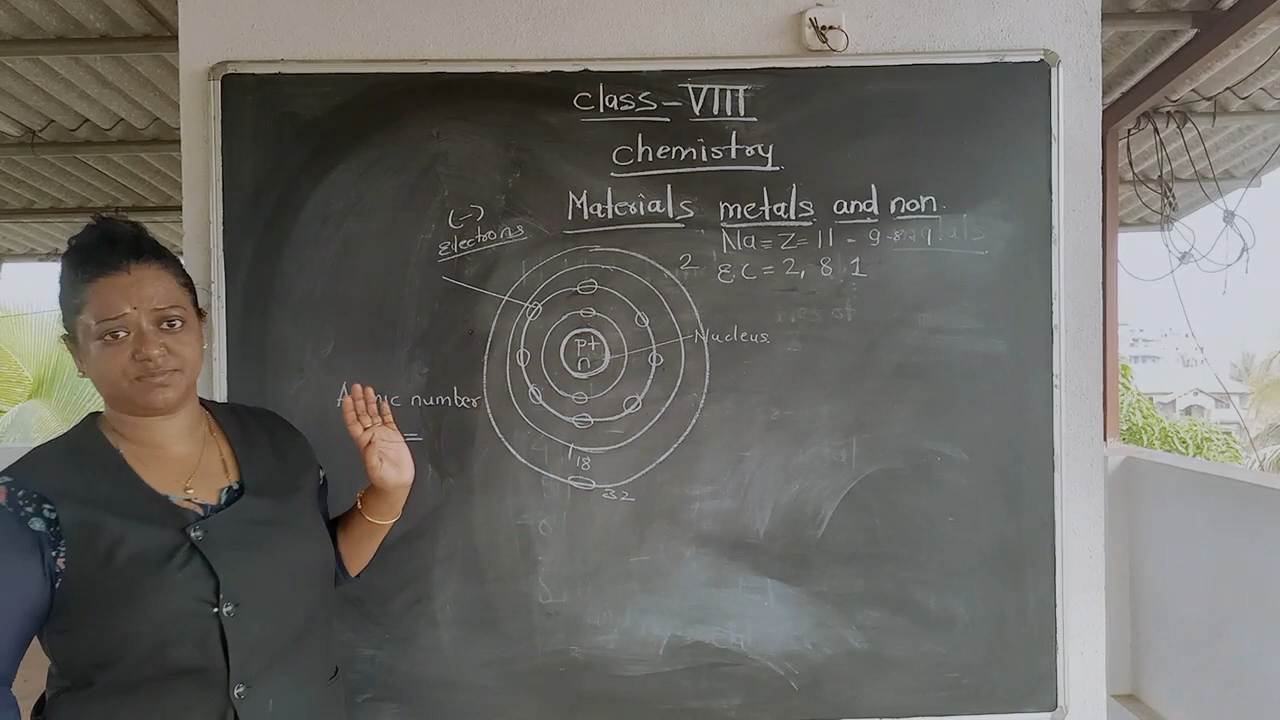 class-VIII
chemistry
Materials metals and non
(-)
Electrons
Na = Z = 11 -
2
E.C = 2, 8 1
p+
n
Nucleus
number
18
32